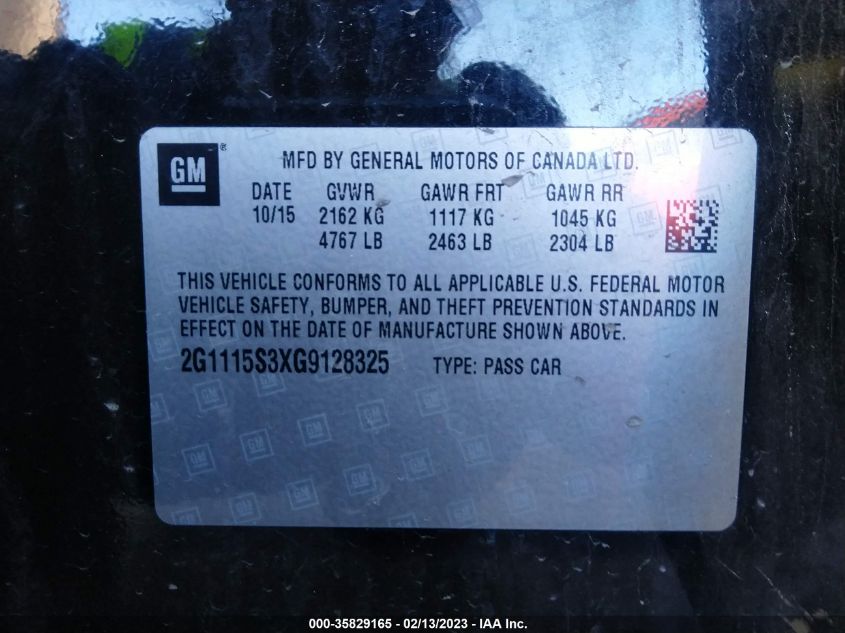 GM ® MFD BY GENERAL MOTORS OF CANADA LTD.
DATE GVWR GAWR FRT GAWR RR
10/15 2162 KG 1117 KG 1045 KG
4767 LB 2463 LB 2304 LB
THIS VEHICLE CONFORMS TO ALL APPLICABLE U.S. FEDERAL MOTOR
VEHICLE SAFETY, BUMPER, AND THEFT PREVENTION STANDARDS IN
EFFECT ON THE DATE OF MANUFACTURE SHOWN ABOVE.
2G1115S3XG9128325 TYPE: PASS CAR
000-35829165 - 02/13/2023 - IAA Inc.